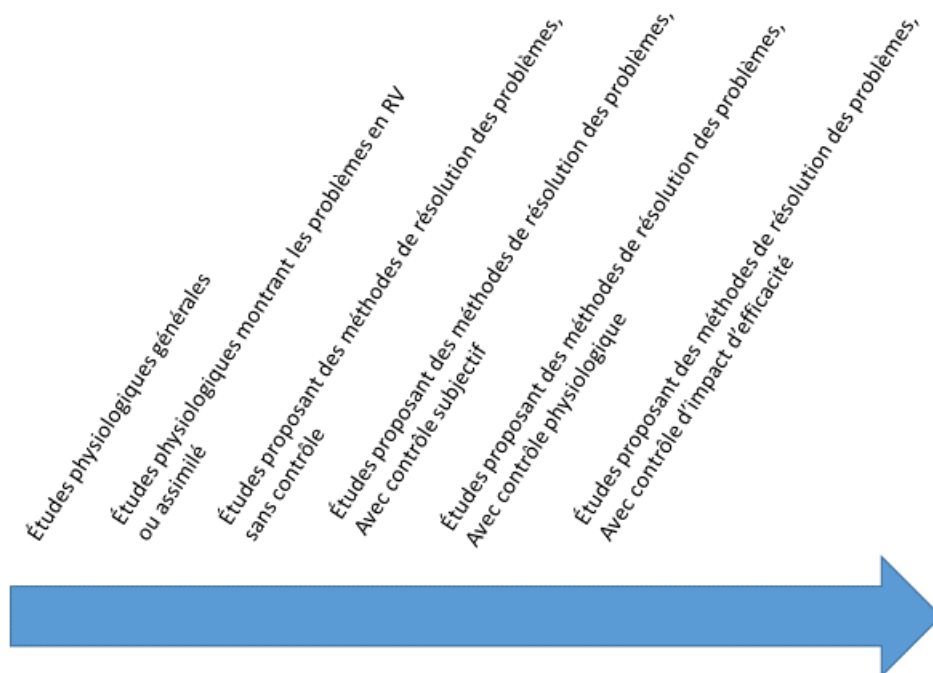 Études physiologiques générales
Études physiologiques montrant les problèmes en RV
ou assimilé
Études proposant des méthodes de résolution des problèmes,
sans contrôle
Études proposant des méthodes de résolution des problèmes,
Avec contrôle subjectif
Études proposant des méthodes de résolution des problèmes,
Avec contrôle physiologique
Études proposant des méthodes de résolution des problèmes,
Avec contrôle d'impact d'efficacité